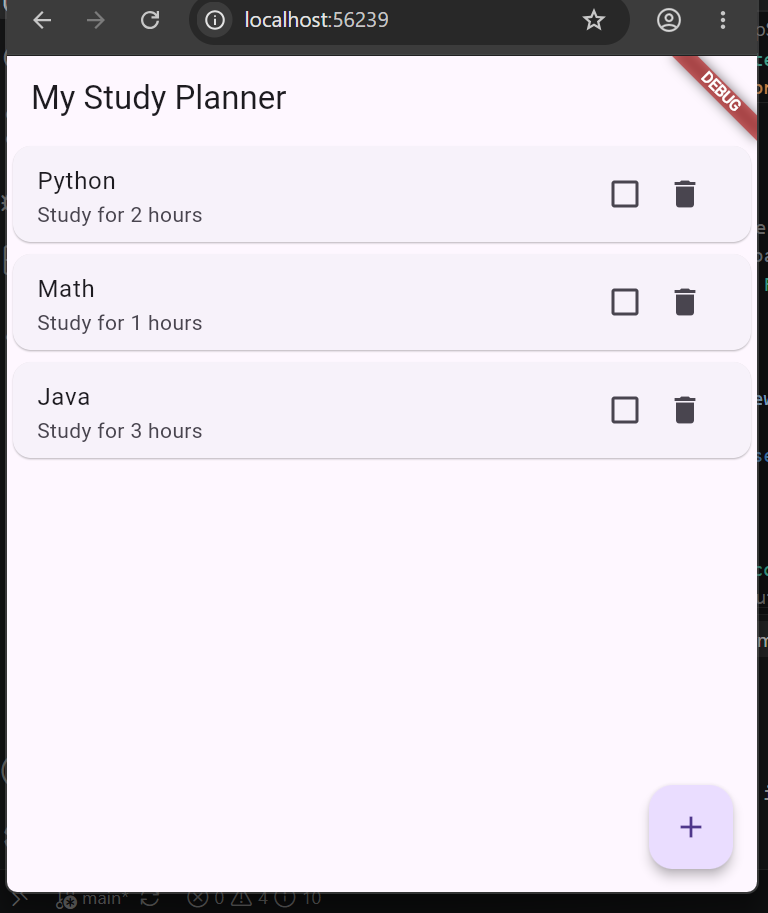 localhost:56239
My Study Planner
DEBUG
Python
Study for 2 hours
Math
Study for 1 hours
Java
Study for 3 hours
main*
0
4
10